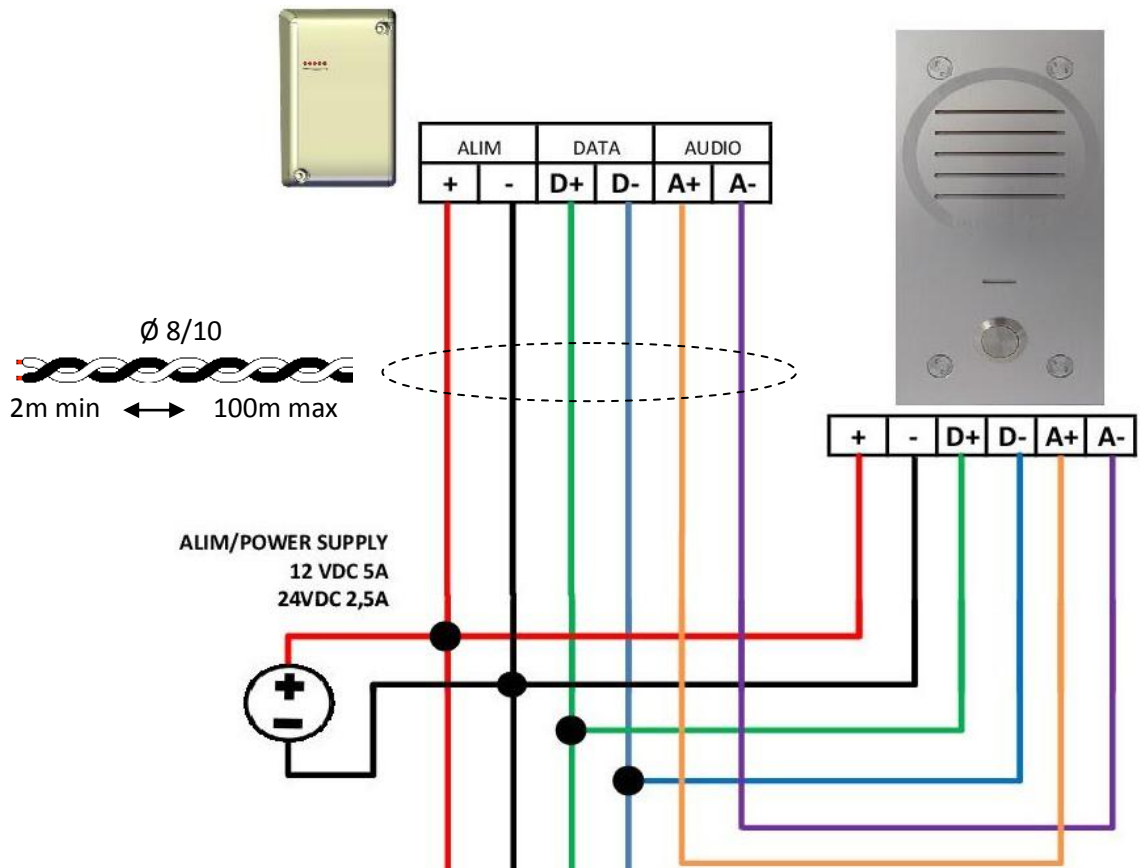 ALIM DATA AUDIO
+ - D+ D- A+ A-
Ø 8/10
2m min 100m max
+ - D+ D- A+ A-
ALIM/POWER SUPPLY
12 VDC 5A
24VDC 2,5A
+
-